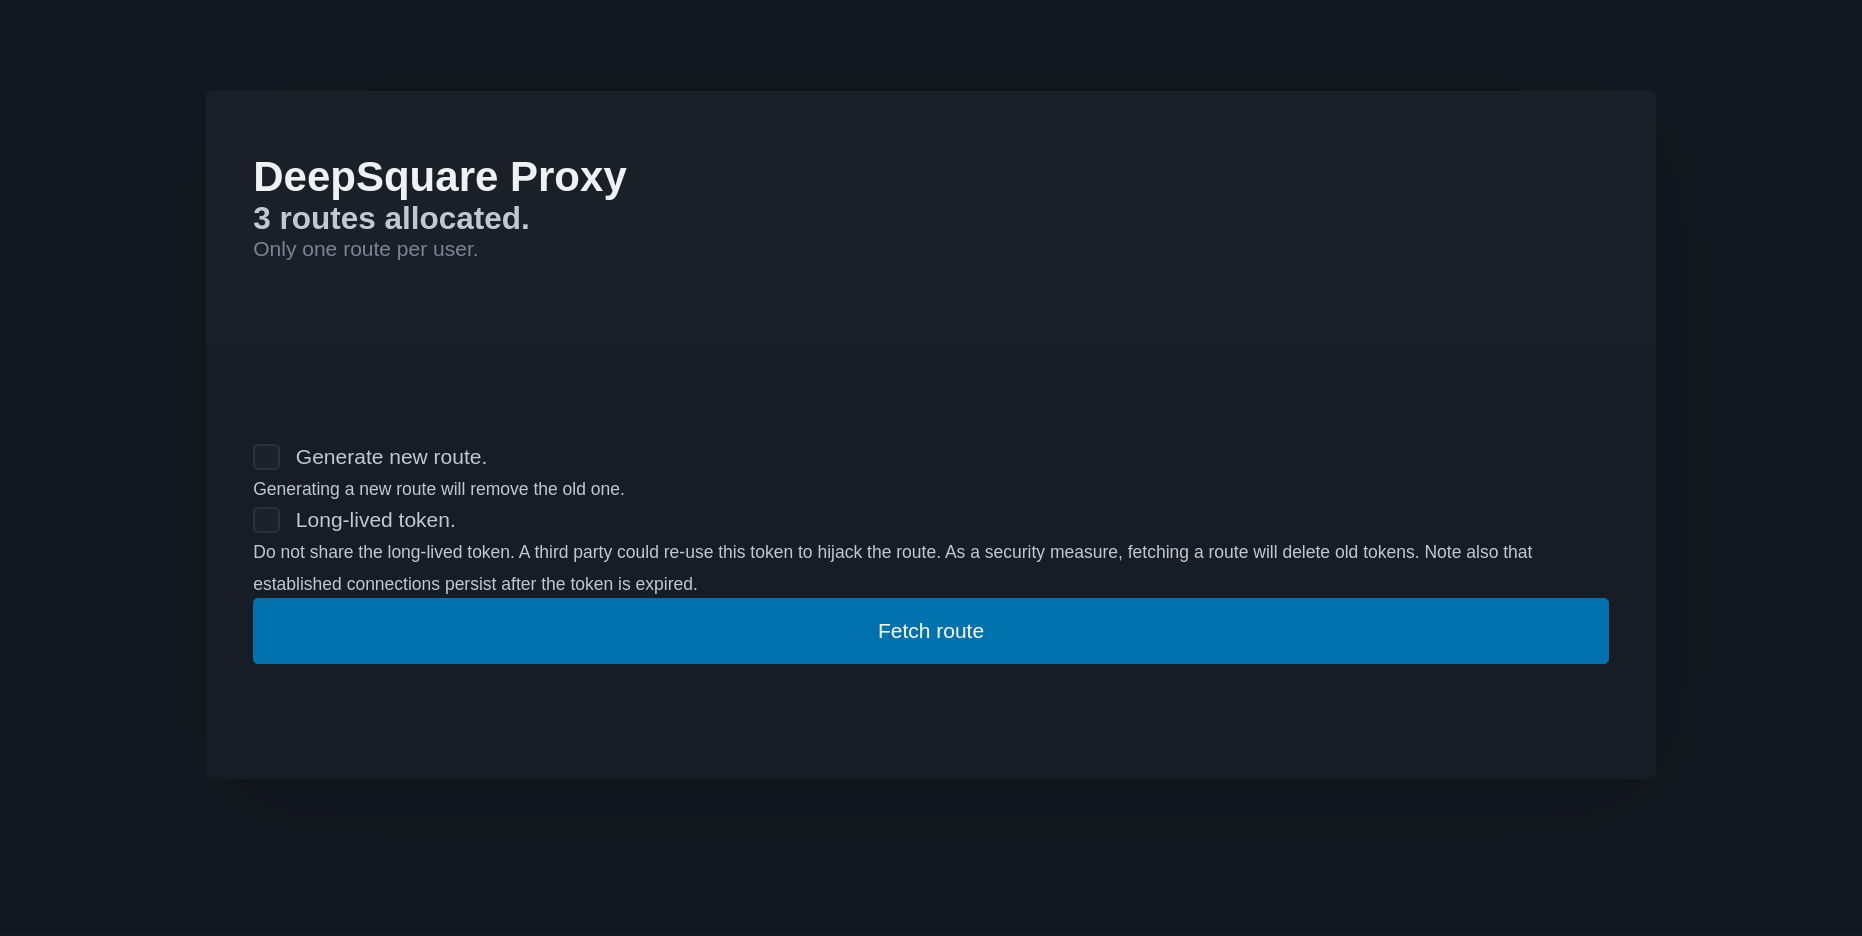 DeepSquare Proxy
3 routes allocated.
Only one route per user.
Generate new route.
Generating a new route will remove the old one.
Long-lived token.
Do not share the long-lived token. A third party could re-use this token to hijack the route. As a security measure, fetching a route will delete old tokens. Note also that
established connections persist after the token is expired.
Fetch route